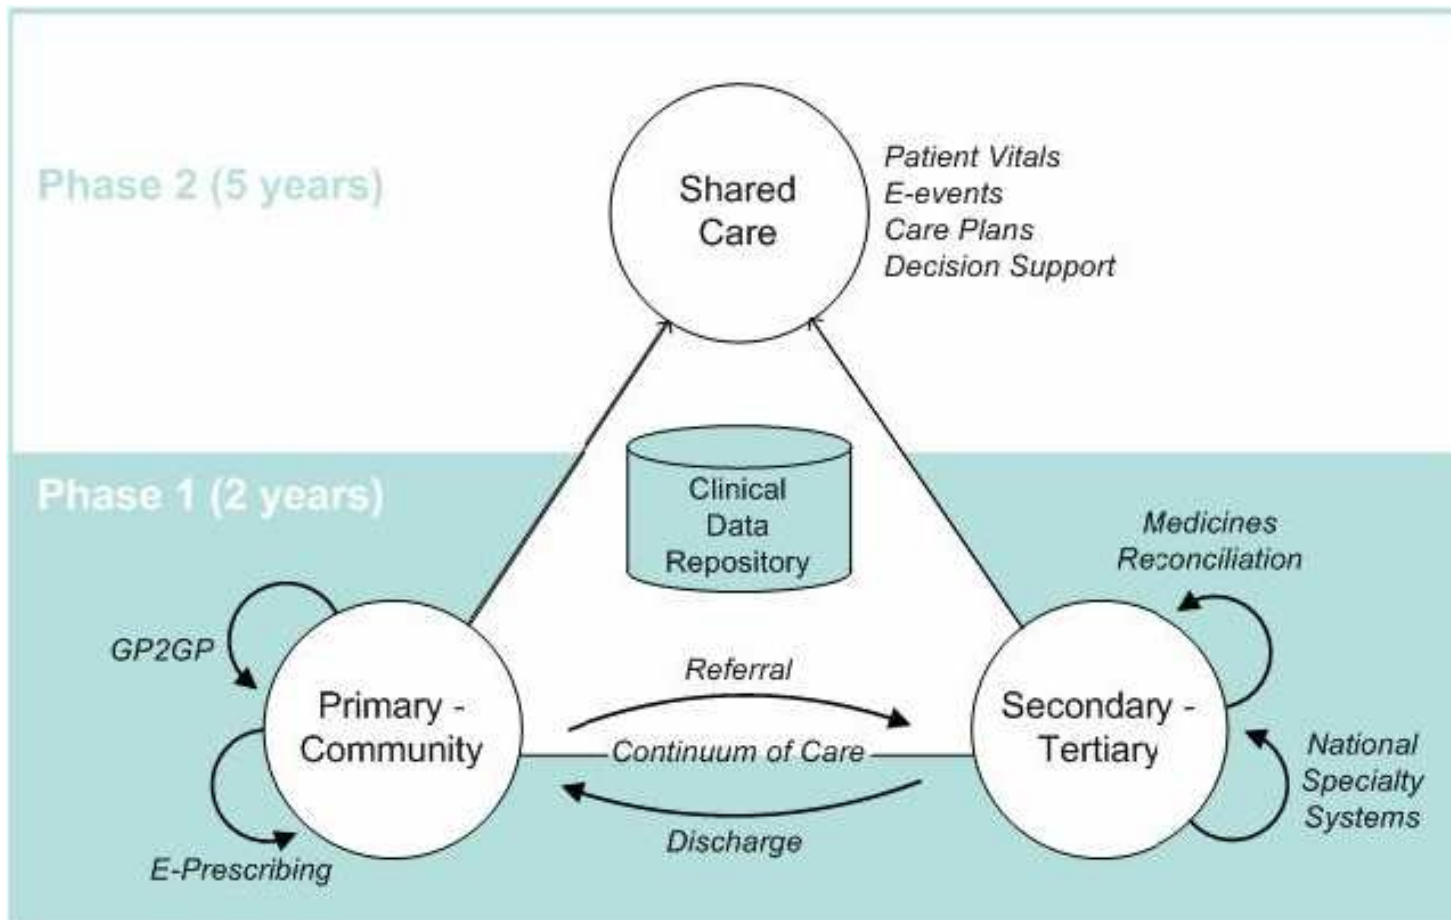 Phase 2 (5 years)
Shared
Care
Patient Vitals
E-events
Care Plans
Decision Support
Phase 1 (2 years)
Clinical
Data
Repository
Medicines
Reconciliation
GP2GP
Primary -
Community
E-Prescribing
Referral
Continuum of Care
Discharge
Secondary -
Tertiary
National
Specialty
Systems